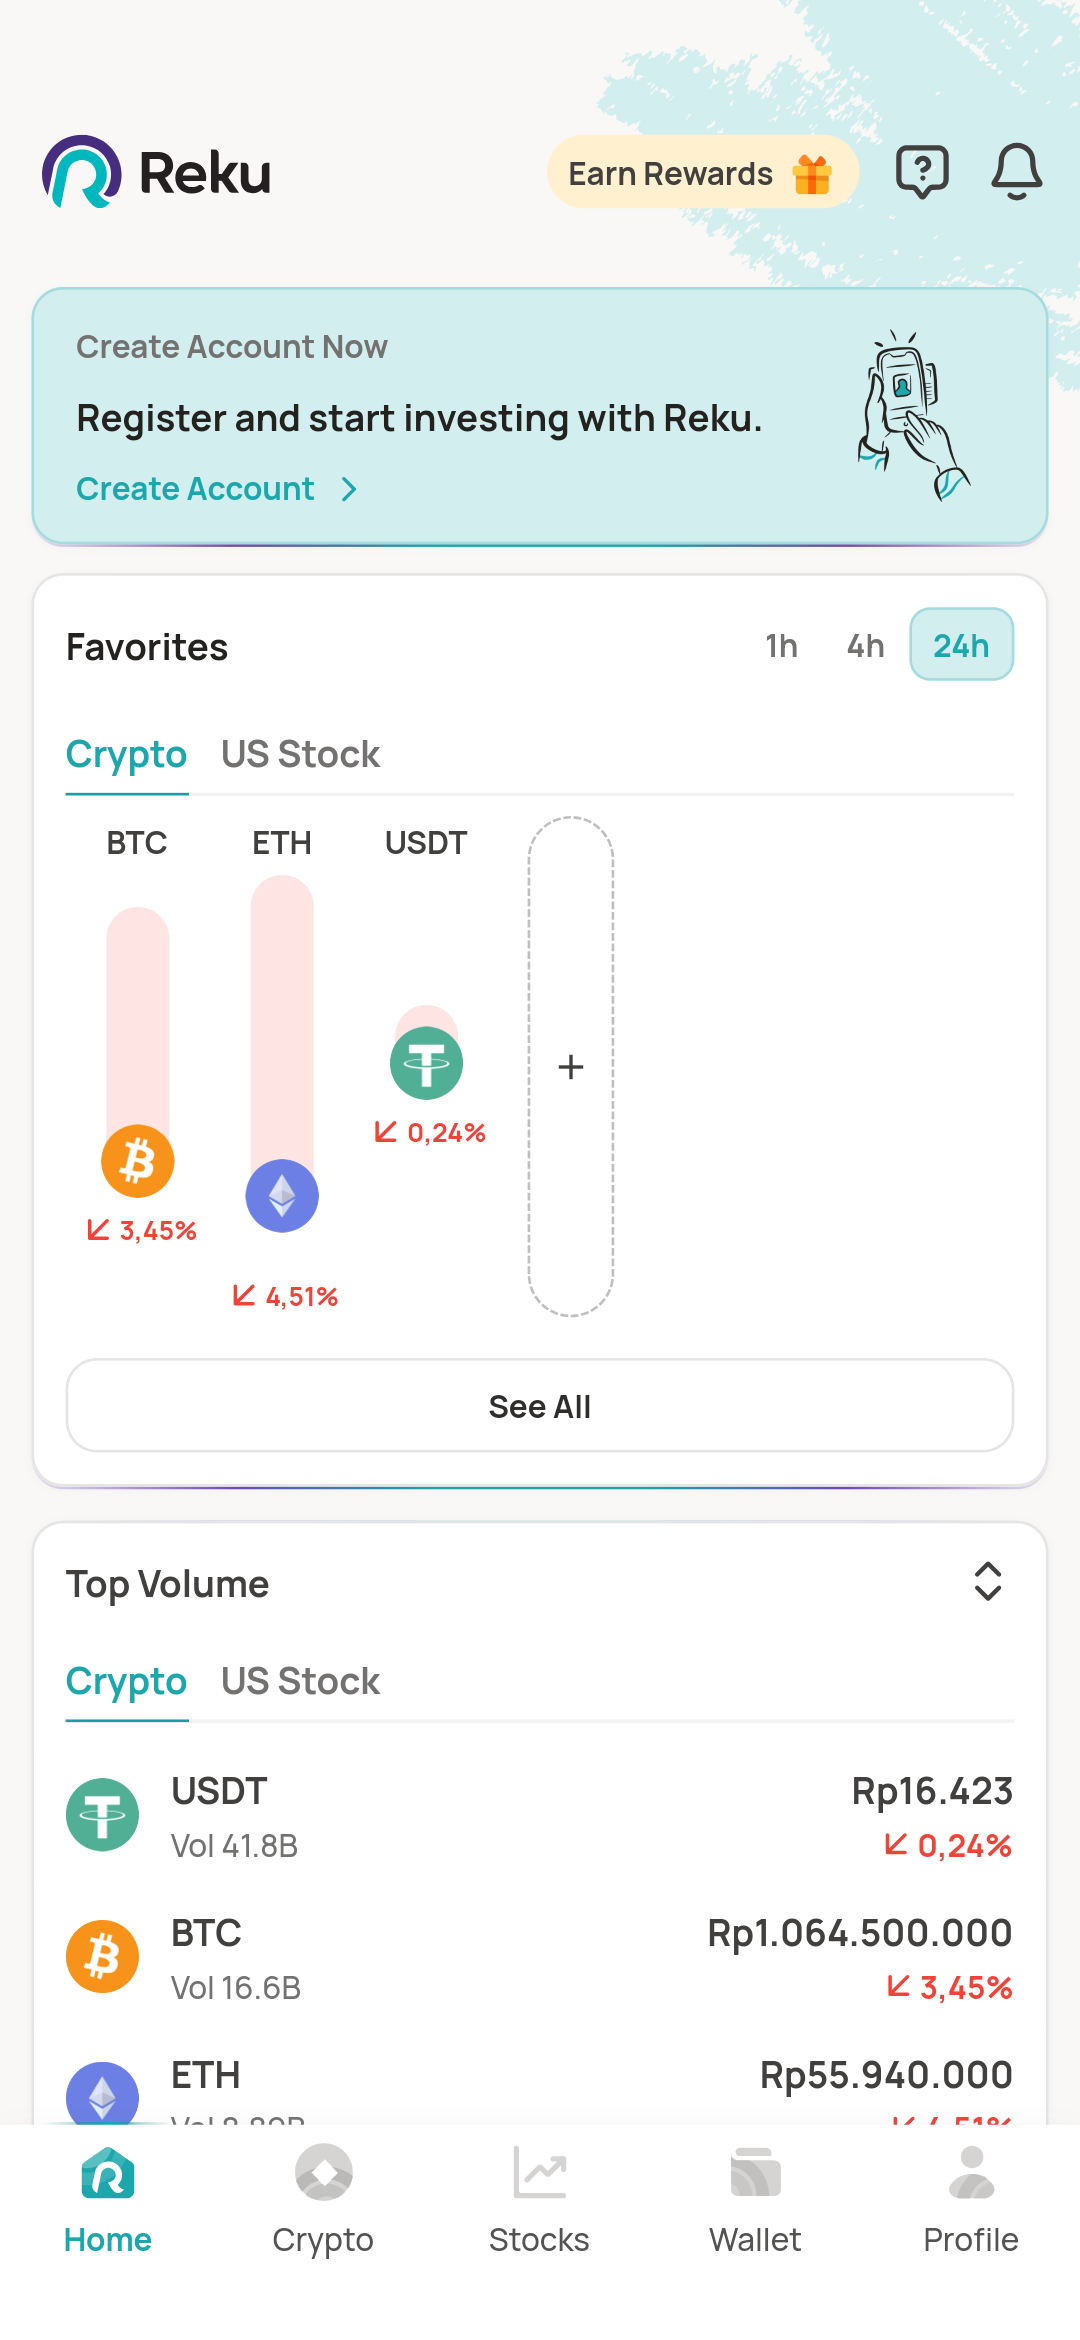 Reku
Earn Rewards
Create Account Now
Register and start investing with Reku.
Create Account
Favorites
1h 4h 24h
Crypto US Stock
BTC ETH USDT
0,24%
3,45%
4,51%
See All
Top Volume
Crypto US Stock
USDT Rp16.423
Vol 41.8B 0,24%
BTC Rp1.064.500.000
Vol 16.6B 3,45%
ETH Rp55.940.000
Vol 4,51%
Home Crypto Stocks Wallet Profile